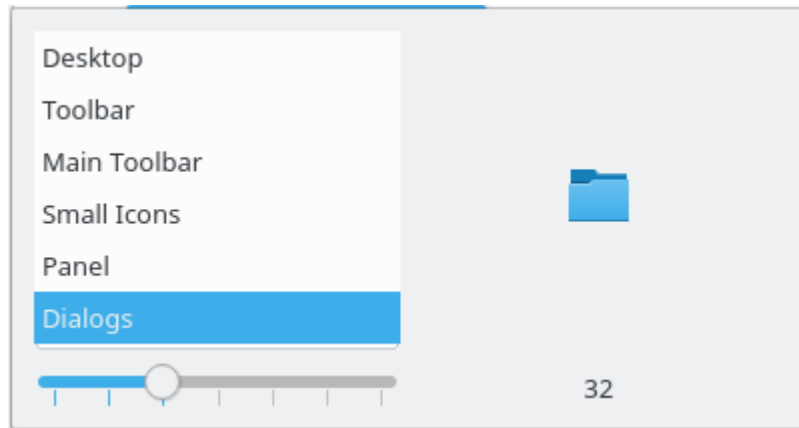 Desktop
Toolbar
Main Toolbar
Small Icons
Panel
Dialogs
32